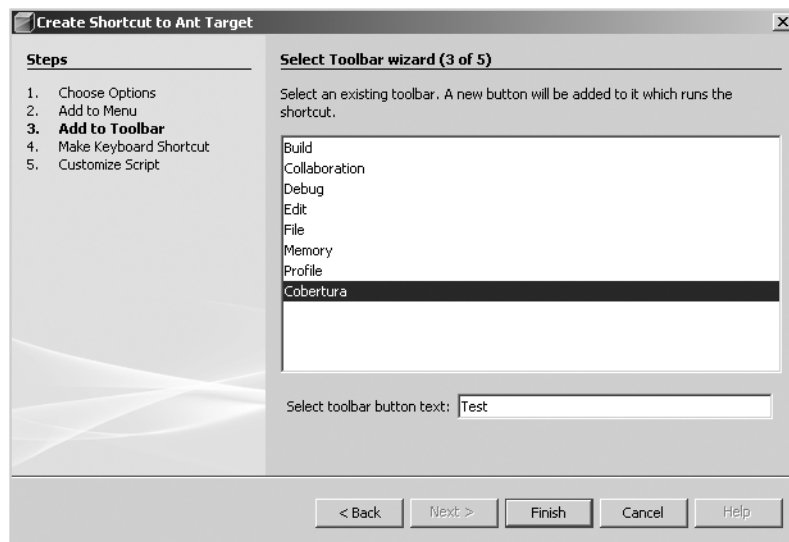 Create Shortcut to Ant Target
Steps
1. Choose Options
2. Add to Menu
3. Add to Toolbar
4. Make Keyboard Shortcut
5. Customize Script
Select Toolbar wizard (3 of 5)
Select an existing toolbar. A new button will be added to it which runs the
shortcut.
Build
Collaboration
Debug
Edit
File
Memory
Profile
Cobertura
Select toolbar button text: Test
< Back Next > Finish Cancel Help